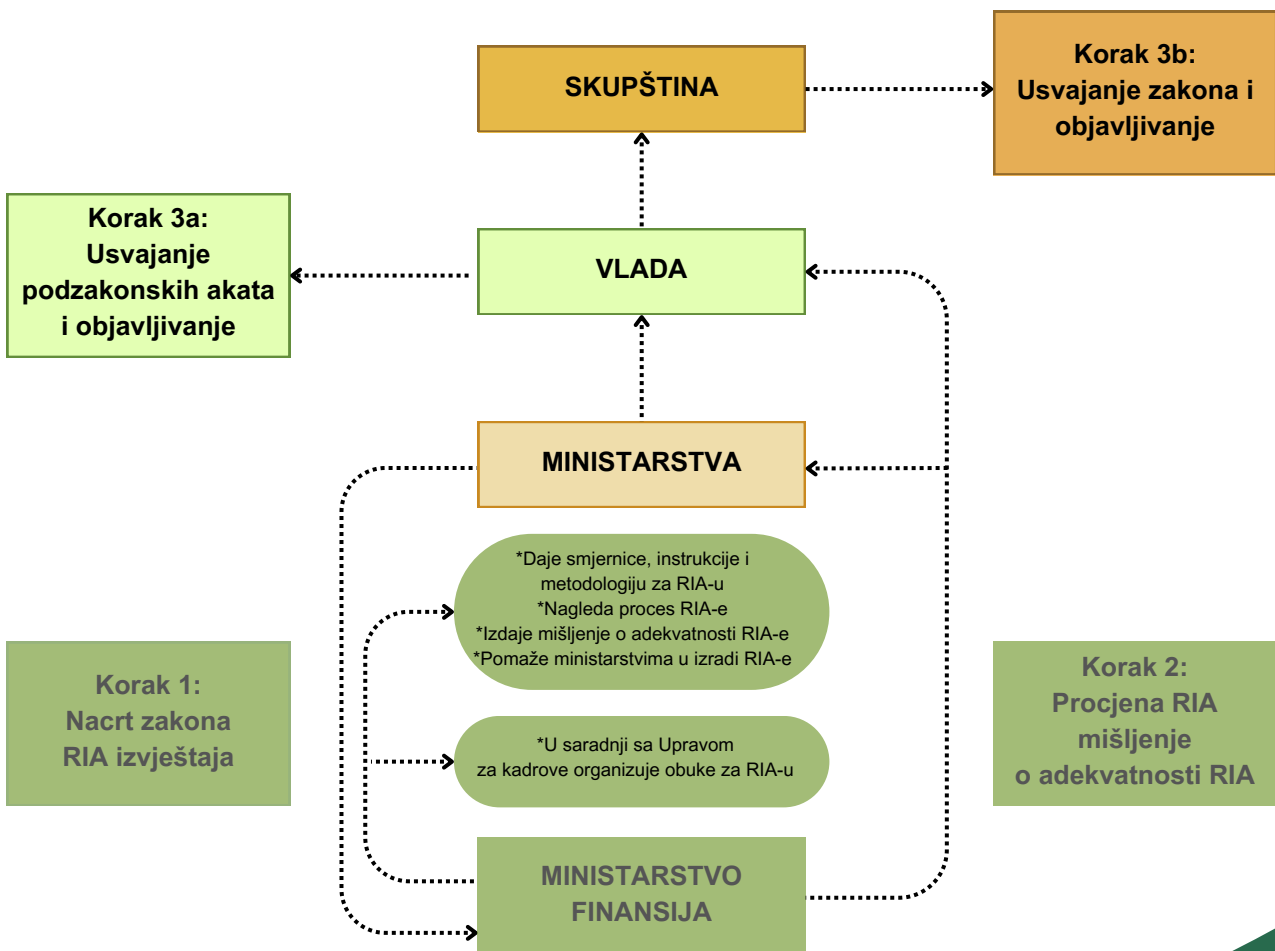 SKUPŠTINA
Korak 3b:
Usvajanje zakona i
objavljivanje
Korak 3a:
Usvajanje
podzakonskih akata
i objavljivanje
VLADA
MINISTARSTVA
*Daje smjernice, instrukcije i
metodologiju za RIA-u
*Nagleda proces RIA-e
*Izdaje mišljenje o adekvatnosti RIA-e
*Pomaže ministarstvima u izradi RIA-e
Korak 1:
Nacrt zakona
RIA izvještaja
Korak 2:
Procjena RIA
mišljenje
o adekvatnosti RIA
*U saradnji sa Upravom
za kadrove organizuje obuke za RIA-u
MINISTARSTVO
FINANSIJA